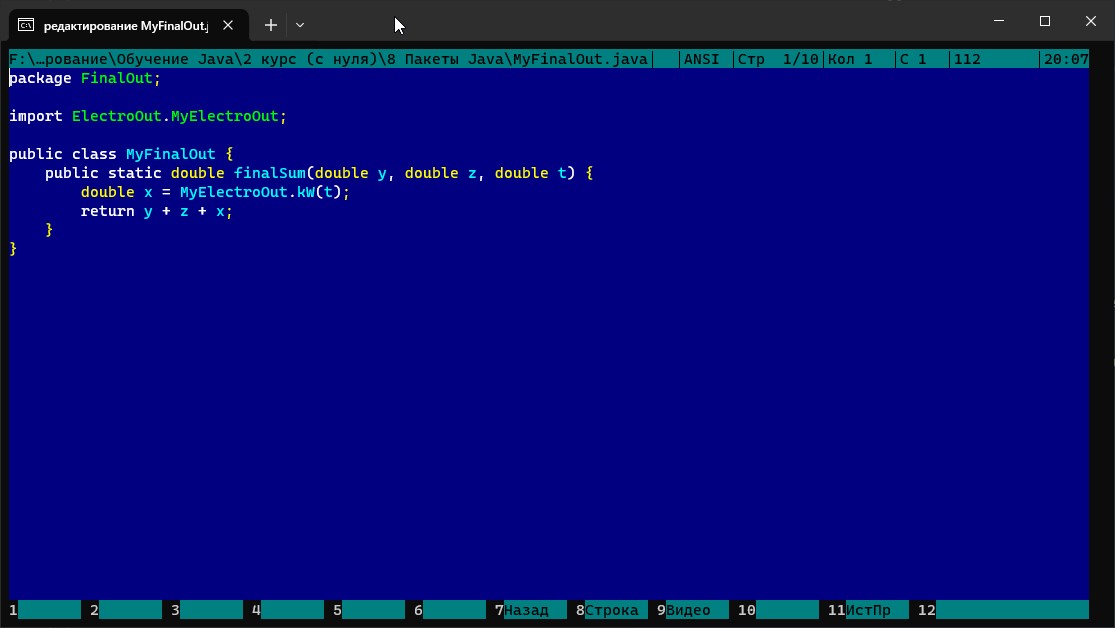 редактирование MyFinalOut.j
F:\…рование\Обучение Java\2 курс (с нуля)\8 Пакеты Java\MyFinalOut.java ANSI Стр 1/10 Кол 1 С 1 112 20:07
package FinalOut;
import ElectroOut.MyElectroOut;
public class MyFinalOut {
    public static double finalSum(double y, double z, double t) {
        double x = MyElectroOut.kW(t);
        return y + z + x;
    }
}
1 2 3 4 5 6 7Назад 8Строка 9Видео 10 11ИстПр 12